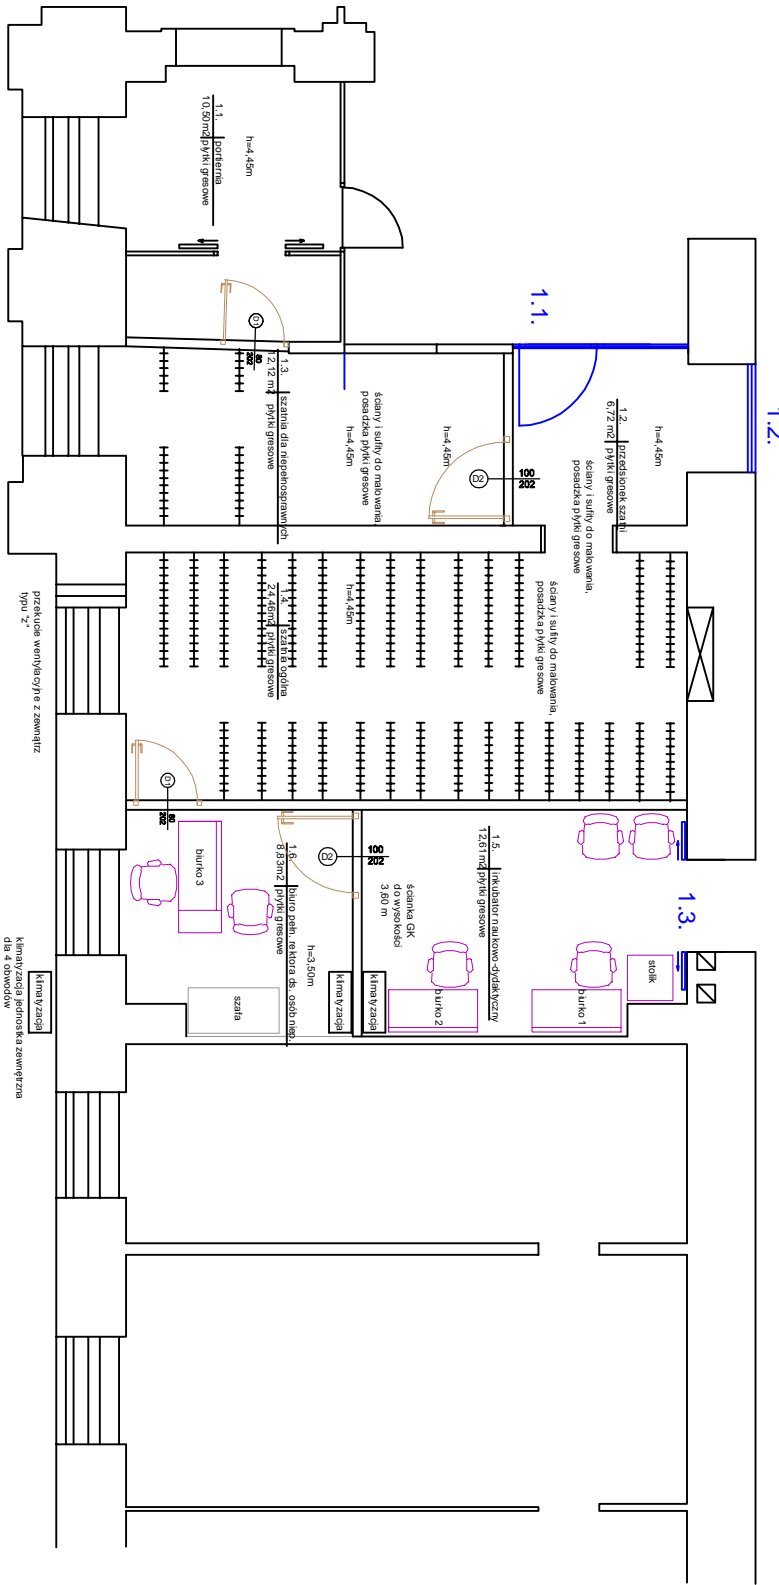 1.1.
portiernia
10,50m2
płytki gresowe
h=4,45m
1.1.
1.2.
D1
80
202
1.3.
szatnia dla niepełnosprawnych
12,12 m2
płytki gresowe
ściany i sufity do malowania,
posadzka płytki gresowe
h=4,45m
h=4,45m
D2
100
202
1.2.
przedsionek szatni
6,72 m2
płytki gresowe
h=4,45m
ściany i sufity do malowania,
posadzka płytki gresowe
1.4.
szatnia ogólna
24,46m2
płytki gresowe
h=4,45m
ściany i sufity do malowania,
posadzka płytki gresowe
przekucie wentylacyjne z zewnątrz
typu "z"
D1
80
202
biurko 3
1.6.
biuro pełn. rektora ds. osób niep.
8,83m2
płytki gresowe
h=3,50m
D2
100
202
ścianka GK
do wysokości
3,60 m
1.5.
inkubator naukowo-dydaktyczny
12,61m2
płytki gresowe
1.3.
szafa
klimatyzacja
klimatyzacja
biurko 2
biurko 1
stolik
klimatyzacja
klimatyzacja jednostka zewnętrzna
dla 4 obwodów